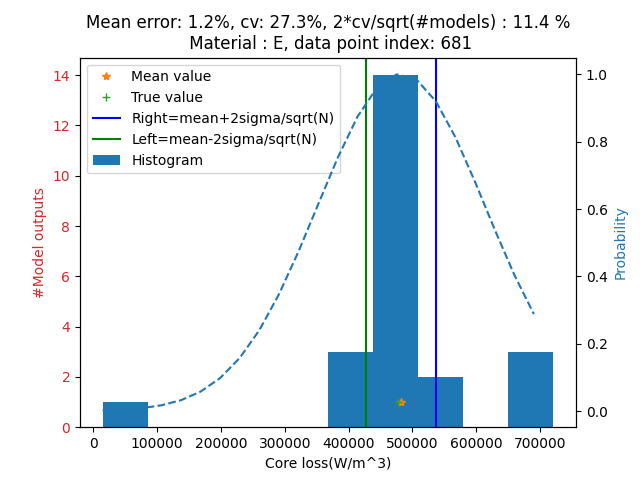 Mean error: 1.2%, cv: 27.3%, 2*cv/sqrt(#models) : 11.4 %
Material : E, data point index: 681
Mean value
True value
Right=mean+2sigma/sqrt(N)
Left=mean-2sigma/sqrt(N)
Histogram
#Model outputs
14
12
10
8
6
4
2
0
1.0
0.8
0.6
0.4
0.2
0.0
Probability
0 100000 200000 300000 400000 500000 600000 700000
Core loss(W/m^3)